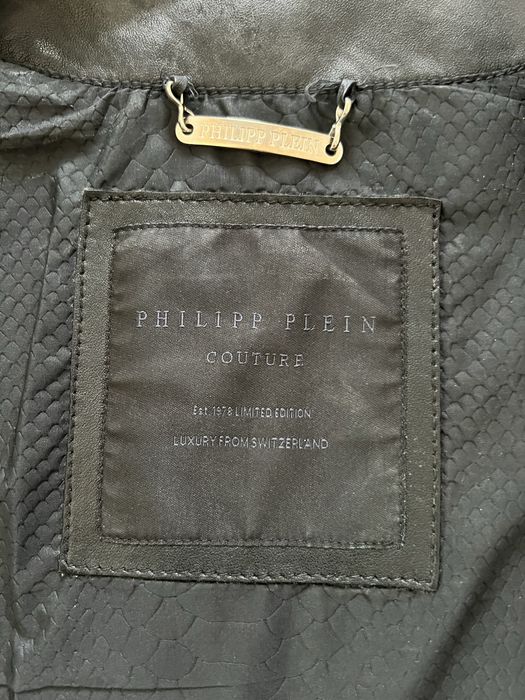 PHILIPP PLEIN
PHILIPP PLEIN
COUTURE
Est. 1978 LIMITED EDITION
LUXURY FROM SWITZERLAND